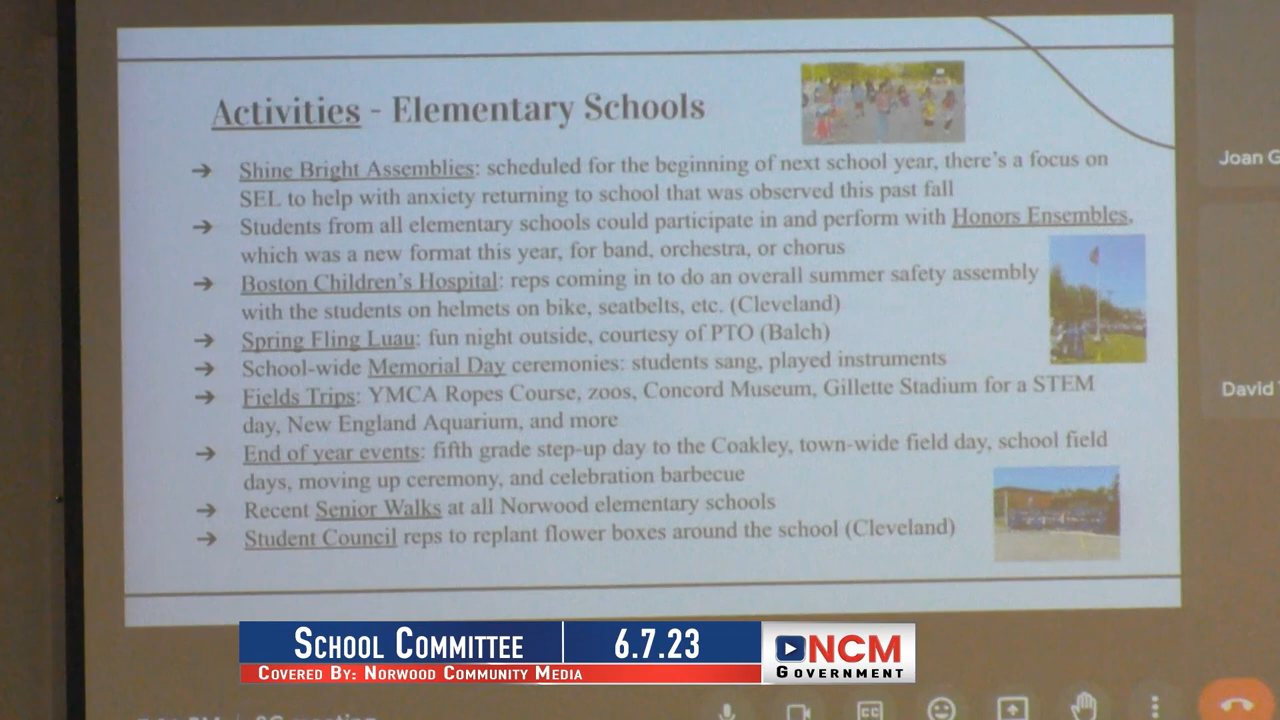 Activities - Elementary Schools
➔ Shine Bright Assemblies: scheduled for the beginning of next school year, there's a focus on
SEL to help with anxiety returning to school that was observed this past fall
➔ Students from all elementary schools could participate in and perform with Honors Ensembles,
which was a new format this year, for band, orchestra, or chorus
➔ Boston Children's Hospital: reps coming in to do an overall summer safety assembly
with the students on helmets on bike, seatbelts, etc. (Cleveland)
➔ Spring Fling Luau: fun night outside, courtesy of PTO (Balch)
➔ School-wide Memorial Day ceremonies: students sang, played instruments
➔ Fields Trips: YMCA Ropes Course, zoos, Concord Museum, Gillette Stadium for a STEM
day, New England Aquarium, and more
➔ End of year events: fifth grade step-up day to the Coakley, town-wide field day, school field
days, moving up ceremony, and celebration barbecue
➔ Recent Senior Walks at all Norwood elementary schools
➔ Student Council reps to replant flower boxes around the school (Cleveland)
Joan G
David
School Committee 6.7.23
Covered By: Norwood Community Media
NCM
Government
CC